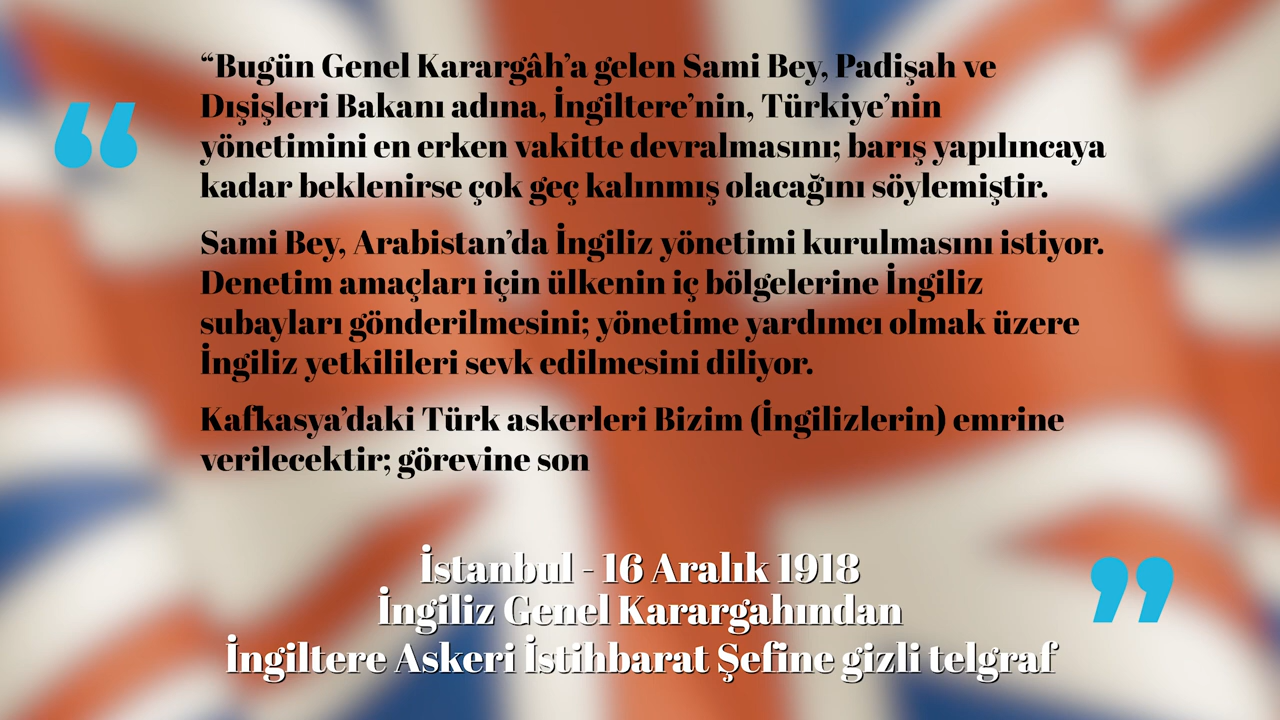 “Bugün Genel Karargâh’a gelen Sami Bey, Padişah ve
Dışişleri Bakanı adına, İngiltere’nin, Türkiye’nin
yönetimini en erken vakitte devralmasını; barış yapılıncaya
kadar beklenirse çok geç kalınmış olacağını söylemiştir.
Sami Bey, Arabistan’da İngiliz yönetimi kurulmasını istiyor.
Denetim amaçları için ülkenin iç bölgelerine İngiliz
subayları gönderilmesini; yönetime yardımcı olmak üzere
İngiliz yetkilileri sevk edilmesini diliyor.
Kafkasya’daki Türk askerleri Bizim (İngilizlerin) emrine
verilecektir; görevine son
İstanbul - 16 Aralık 1918
İngiliz Genel Karargahından
İngiltere Askeri İstihbarat Şefine gizli telgraf